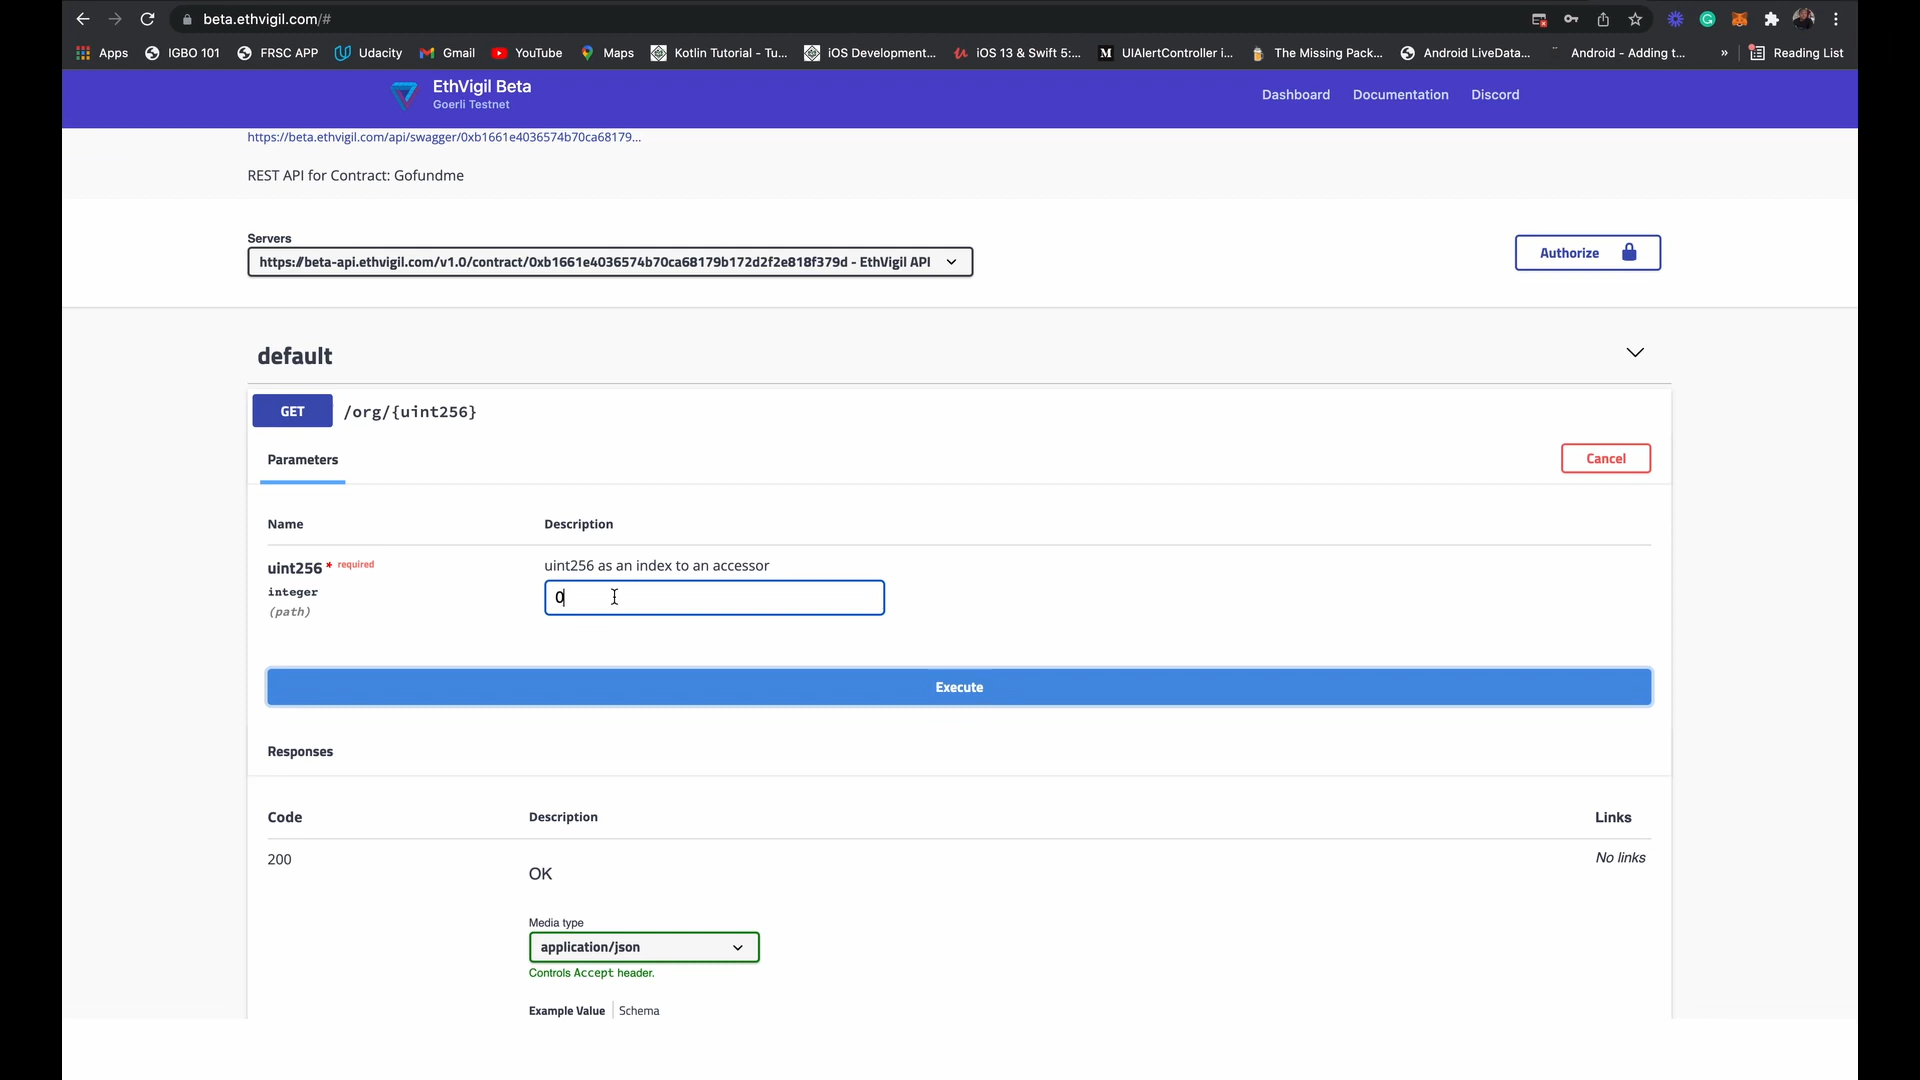 beta.ethvigil.com/#
Apps IGBO 101 FRSC APP Udacity Gmail YouTube Maps Kotlin Tutorial - Tu... iOS Development... iOS 13 & Swift 5:... UIAlertController i... The Missing Pack... Android LiveData... Android - Adding t... » Reading List
EthVigil Beta
Goerli Testnet
Dashboard Documentation Discord
https://beta.ethvigil.com/api/swagger/0xb1661e4036574b70ca68179...
REST API for Contract: Gofundme
Servers
https://beta-api.ethvigil.com/v1.0/contract/0xb1661e4036574b70ca68179b172d2f2e818f379d - EthVigil API
Authorize
default
GET /org/{uint256}
Parameters
Cancel
Name Description
uint256 * required
integer
(path)
uint256 as an index to an accessor
0
Execute
Responses
Code Description Links
200
OK
No links
Media type
application/json
Controls Accept header.
Example Value Schema